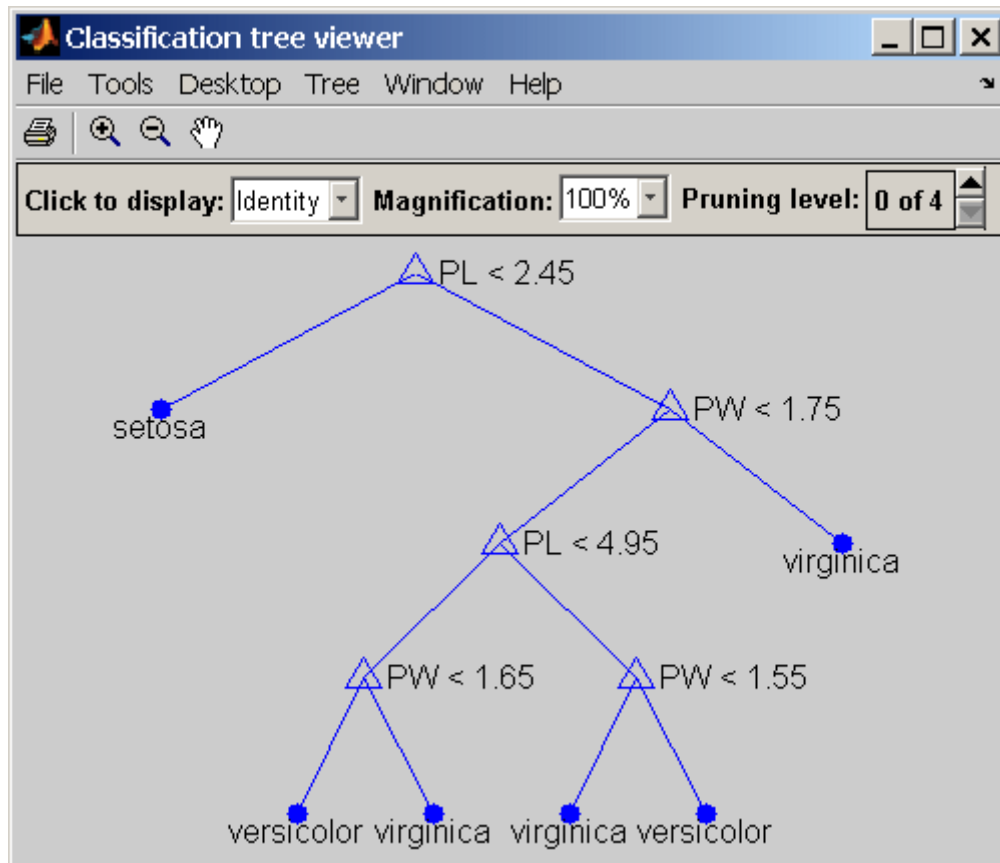 Classification tree viewer
File Tools Desktop Tree Window Help
Click to display: Identity Magnification: 100% Pruning level: 0 of 4
PL < 2.45
setosa
PW < 1.75
PL < 4.95
virginica
PW < 1.65
PW < 1.55
versicolor virginica virginica versicolor